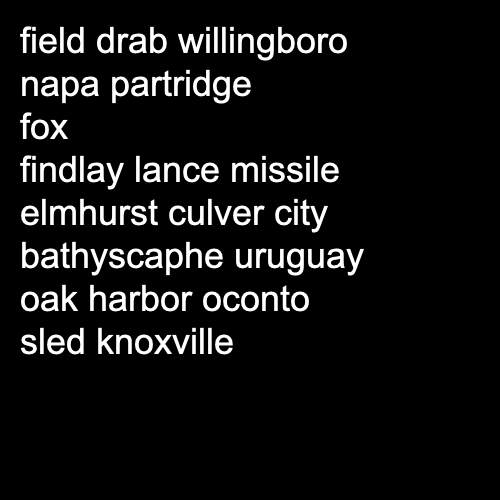 field drab willingboro
napa partridge
fox
findlay lance missile
elmhurst culver city
bathyscaphe uruguay
oak harbor oconto
sled knoxville